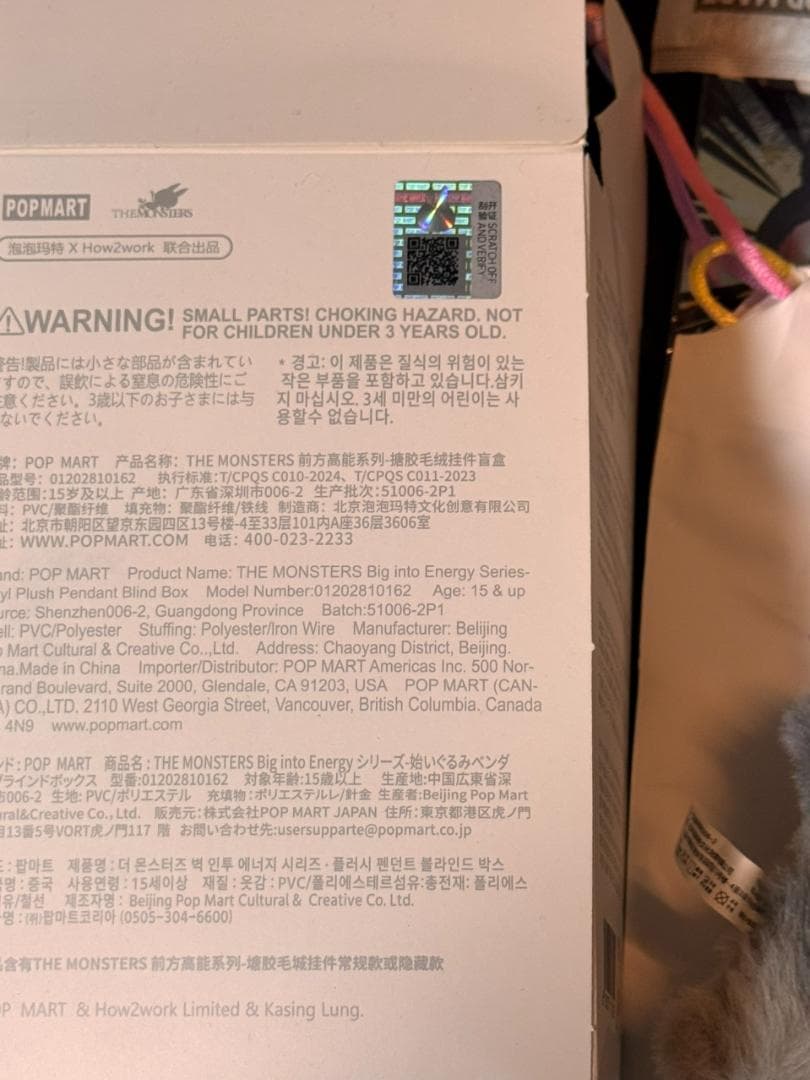 POPMART
THE MONSTERS
泡泡玛特 X How2work 联合出品
刮开验证
SCRATCH OFF AND VERIFY
WARNING! SMALL PARTS! CHOKING HAZARD. NOT FOR CHILDREN UNDER 3 YEARS OLD.
警告!製品には小さな部品が含まれてい
すので、誤飲による窒息の危険性にご
意ください。3歳以下のお子さまには与
ないでください。
* 경고: 이 제품은 질식의 위험이 있는
작은 부품을 포함하고 있습니다.삼키
지 마십시오. 3세 미만의 어린이는 사
용할수 없습니다.
牌：POP MART 产品名称：THE MONSTERS 前方高能系列-搪胶毛绒挂件盲盒
品型号：01202810162 执行标准:T/CPQS C010-2024、T/CPQS C011-2023
龄范围:15岁及以上 产地：广东省深圳市006-2 生产批次:51006-2P1
料：PVC/聚酯纤维 填充物：聚酯纤维/铁线 制造商：北京泡泡玛特文化创意有限公司
址：北京市朝阳区望京东园四区13号楼-4至33层101内A座36层3606室
址：WWW.POPMART.COM 电话：400-023-2233
and: POP MART Product Name: THE MONSTERS Big into Energy Series-
yl Plush Pendant Blind Box Model Number:01202810162 Age: 15 & up
urce: Shenzhen006-2, Guangdong Province Batch:51006-2P1
ell: PVC/Polyester Stuffing: Polyester/Iron Wire Manufacturer: Belijing
p Mart Cultural & Creative Co.,.Ltd. Address: Chaoyang District, Beijing.
na.Made in China Importer/Distributor: POP MART Americas Inc. 500 Nor-
rand Boulevard, Suite 2000, Glendale, CA 91203, USA POP MART (CAN-
A) CO.,LTD. 2110 West Georgia Street, Vancouver, British Columbia. Canada
4N9 www.popmart.com
ンド：POP MART 商品名：THE MONSTERS Big into Energy シリーズ-始いぐるみペンダ
ブラインドボックス 型番:01202810162 対象年齢:15歳以上 生産地:中国広東省深
市006-2 生地: PVC/ポリエステル 充填物：ポリエステルレ/針金 生産者:Beijing Pop Mart
ural&Creative Co., Ltd. 販売元：株式会社POP MART JAPAN 住所：東京都港区虎ノ門
目13番5号VORT虎ノ門117 階 お問い合わせ先:usersupparte@popmart.co.jp
드：팝마트 제품명：더 몬스터즈 벽 인투 에너지 시리즈 · 플러시 펜던트 블라인드 박스
국명：중국 사용연령：15세이상 재질：옷감：PVC/폴리에스테르섬유:총전재: 폴리에스
유/철선 제조자명： Beijing Pop Mart Cultural & Creative Co. Ltd.
명：(㈜)팝마트코리아 (0505-304-6600)
品含有THE MONSTERS 前方高能系列-搪胶毛城挂件常规款或隐藏款
OP MART & How2work Limited & Kasing Lung.